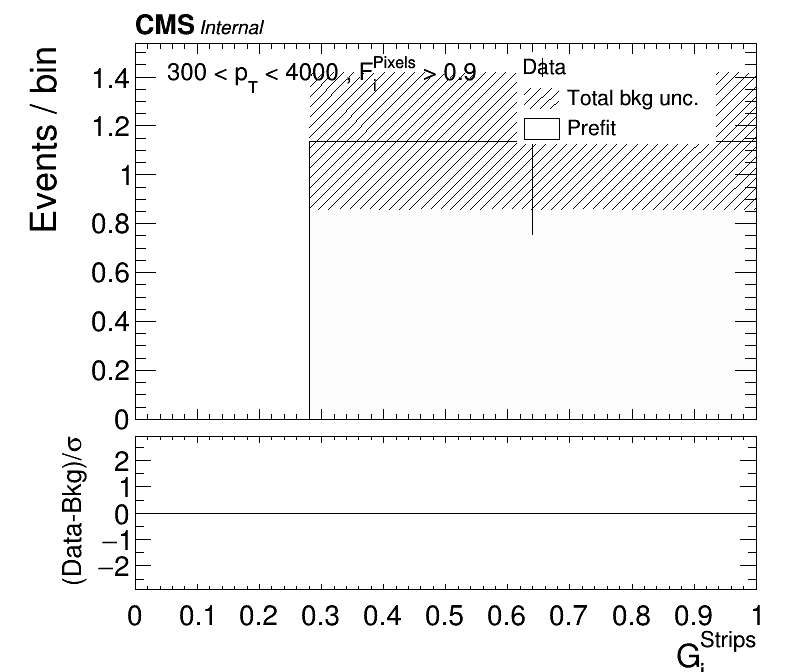 CMS Internal
300 < p_T < 4000 , F_i^Pixels > 0.9
Data
Total bkg unc.
Prefit
Events / bin
1.4
1.2
1
0.8
0.6
0.4
0.2
0
(Data-Bkg)/σ
2
1
0
−1
−2
0 0.1 0.2 0.3 0.4 0.5 0.6 0.7 0.8 0.9 1
G_i^Strips